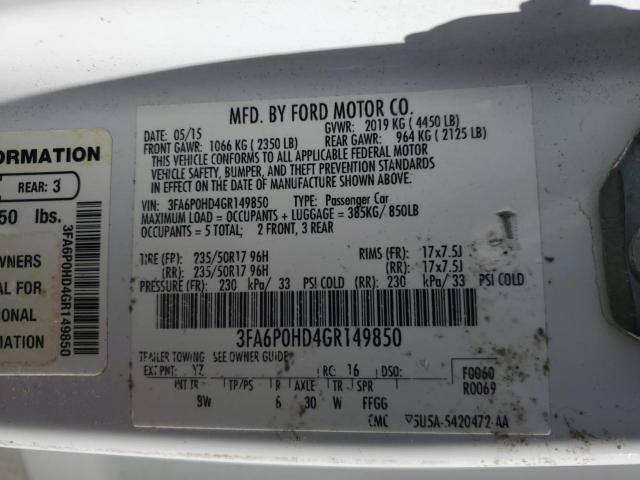 MFD. BY FORD MOTOR CO.
DATE: 05/15 GVWR: 2019 KG ( 4450 LB)
FRONT GAWR: 1066 KG ( 2350 LB) REAR GAWR: 964 KG ( 2125 LB)
THIS VEHICLE CONFORMS TO ALL APPLICABLE FEDERAL MOTOR
VEHICLE SAFETY, BUMPER, AND THEFT PREVENTION STANDARDS
IN EFFECT ON THE DATE OF MANUFACTURE SHOWN ABOVE.
VIN: 3FA6P0HD4GR149850 TYPE: Passenger Car
MAXIMUM LOAD = OCCUPANTS + LUGGAGE = 385KG/ 850LB
OCCUPANTS = 5 TOTAL; 2 FRONT, 3 REAR
TIRE (FR): 235/50R17 96H RIMS (FR): 17x7.5J
(RR): 235/50R17 96H (RR): 17x7.5J
PRESSURE (FR): 230 kPa/ 33 PSI COLD (RR): 230 kPa/ 33 PSI COLD
3FA6P0HD4GR149850
TRAILER TOWING SEE OWNER GUIDE
EXT PNT: YZ RC: 16 DSO: F0060
R0069
INT TR TP/PS R AXLE TR SPR
9W 6 30 W FFGG
CMC 5U5A-5420472-AA
ORMATION
REAR: 3
50 lbs.
WNERS
AL FOR
IONAL
MATION
3FA6P0HD4GR149850